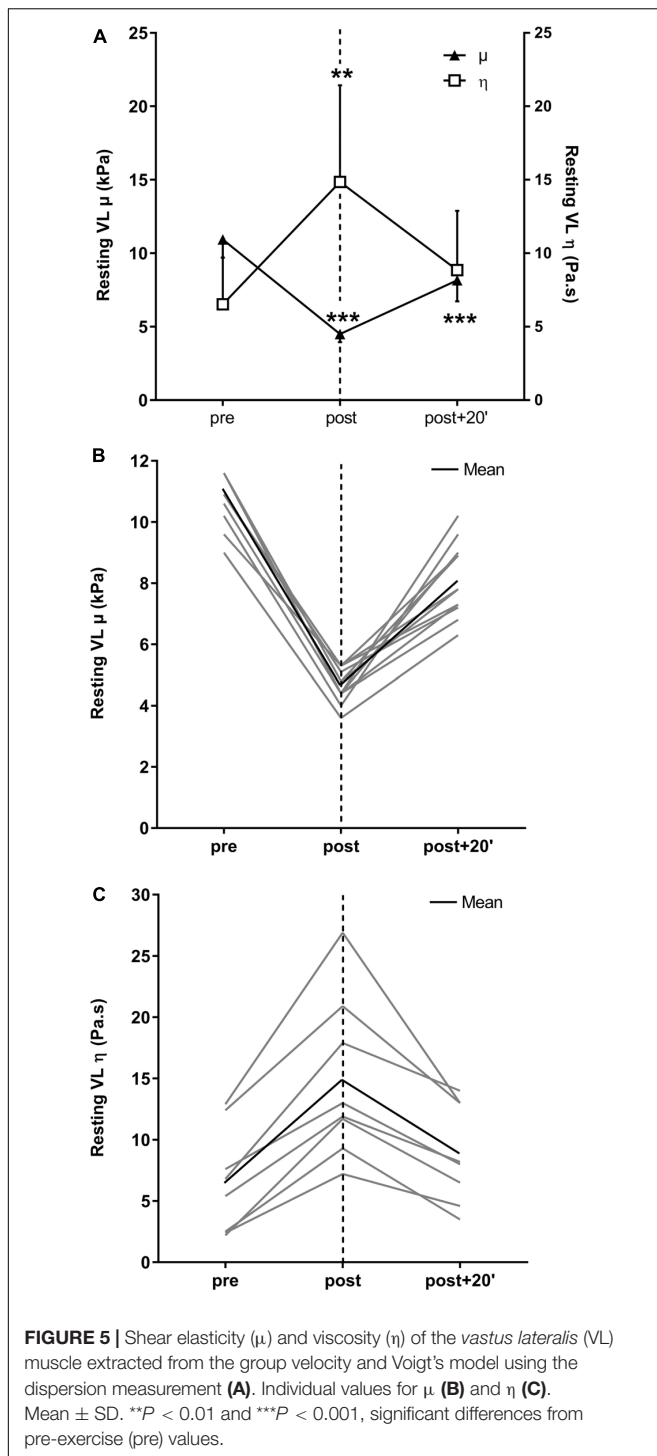 A
Resting VL μ (kPa)
Resting VL η (Pa.s)
25
20
15
10
5
0
25
20
15
10
5
0
μ
η
**
***
***
pre
post
post+20'
B
Resting VL μ (kPa)
12
10
8
6
4
2
0
Mean
pre
post
post+20'
C
Resting VL η (Pa.s)
30
25
20
15
10
5
0
Mean
pre
post
post+20'
FIGURE 5 | Shear elasticity (μ) and viscosity (η) of the vastus lateralis (VL)
muscle extracted from the group velocity and Voigt's model using the
dispersion measurement (A). Individual values for μ (B) and η (C).
Mean ± SD. **P < 0.01 and ***P < 0.001, significant differences from
pre-exercise (pre) values.